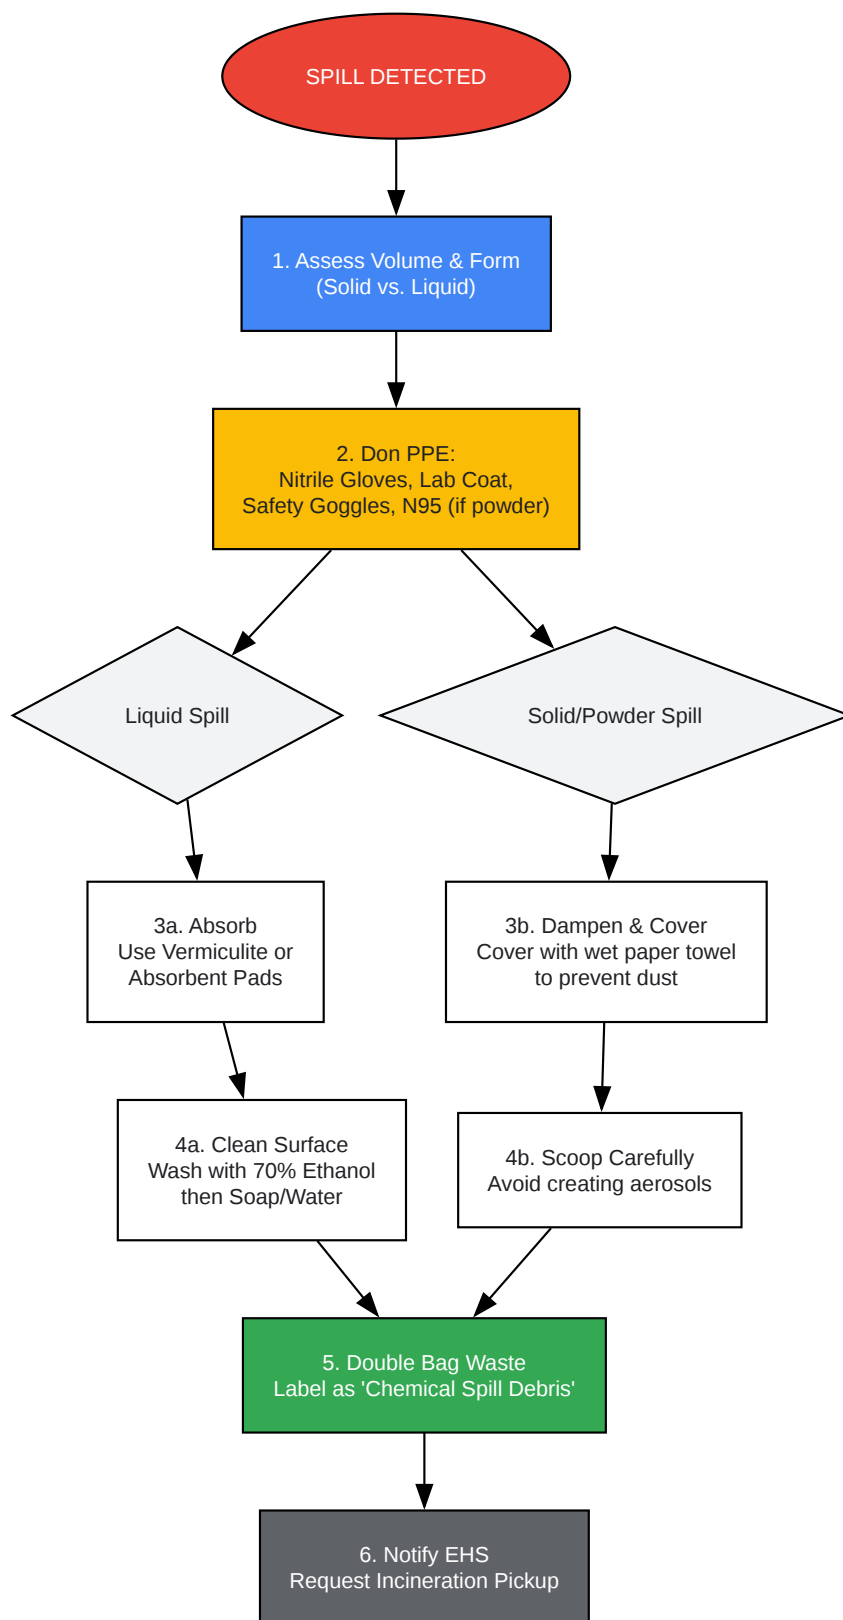 SPILL DETECTED
1. Assess Volume & Form
(Solid vs. Liquid)
2. Don PPE:
Nitrile Gloves, Lab Coat,
Safety Goggles, N95 (if powder)
Liquid Spill
Solid/Powder Spill
3a. Absorb
Use Vermiculite or
Absorbent Pads
3b. Dampen & Cover
Cover with wet paper towel
to prevent dust
4a. Clean Surface
Wash with 70% Ethanol
then Soap/Water
4b. Scoop Carefully
Avoid creating aerosols
5. Double Bag Waste
Label as 'Chemical Spill Debris'
6. Notify EHS
Request Incineration Pickup